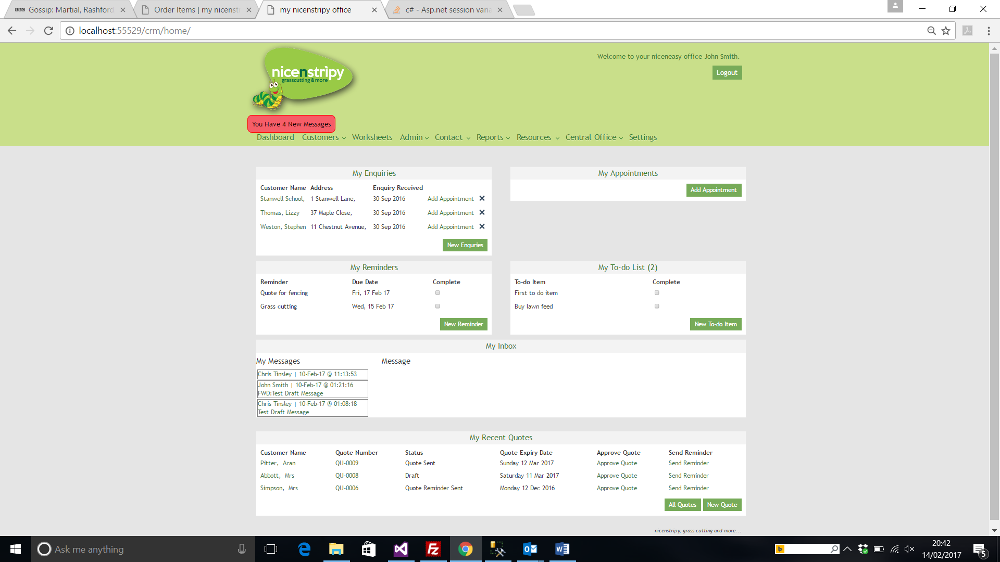 Gossip: Martial, Rashford
Order Items | my nicenst
my nicenstripy office
c# - Asp.net session varia
localhost:55529/crm/home/
Welcome to your niceneasy office John Smith.
Logout
nicenstripy
grasscutting & more
You Have 4 New Messages
Dashboard Customers Worksheets Admin Contact Reports Resources Central Office Settings
My Enquiries
Customer Name Address Enquiry Received
Stanwell School, 1 Stanwell Lane, 30 Sep 2016 Add Appointment
Thomas, Lizzy 37 Maple Close, 30 Sep 2016 Add Appointment
Weston, Stephen 11 Chestnut Avenue, 30 Sep 2016 Add Appointment
New Enquries
My Appointments
Add Appointment
My Reminders
Reminder Due Date Complete
Quote for fencing Fri, 17 Feb 17
Grass cutting Wed, 15 Feb 17
New Reminder
My To-do List (2)
To-do Item Complete
First to do item
Buy lawn feed
New To-do Item
My Inbox
My Messages Message
Chris Tinsley | 10-Feb-17 @ 11:13:53
John Smith | 10-Feb-17 @ 01:21:16
FWD:Test Draft Message
Chris Tinsley | 10-Feb-17 @ 01:08:18
Test Draft Message
My Recent Quotes
Customer Name Quote Number Status Quote Expiry Date Approve Quote Send Reminder
Pitter, Aran QU-0009 Quote Sent Sunday 12 Mar 2017 Approve Quote Send Reminder
Abbott, Mrs QU-0008 Draft Saturday 11 Mar 2017 Approve Quote Send Reminder
Simpson, Mrs QU-0006 Quote Reminder Sent Monday 12 Dec 2016 Approve Quote Send Reminder
All Quotes New Quote
nicenstripy, grass cutting and more...
Ask me anything
20:42
14/02/2017
5